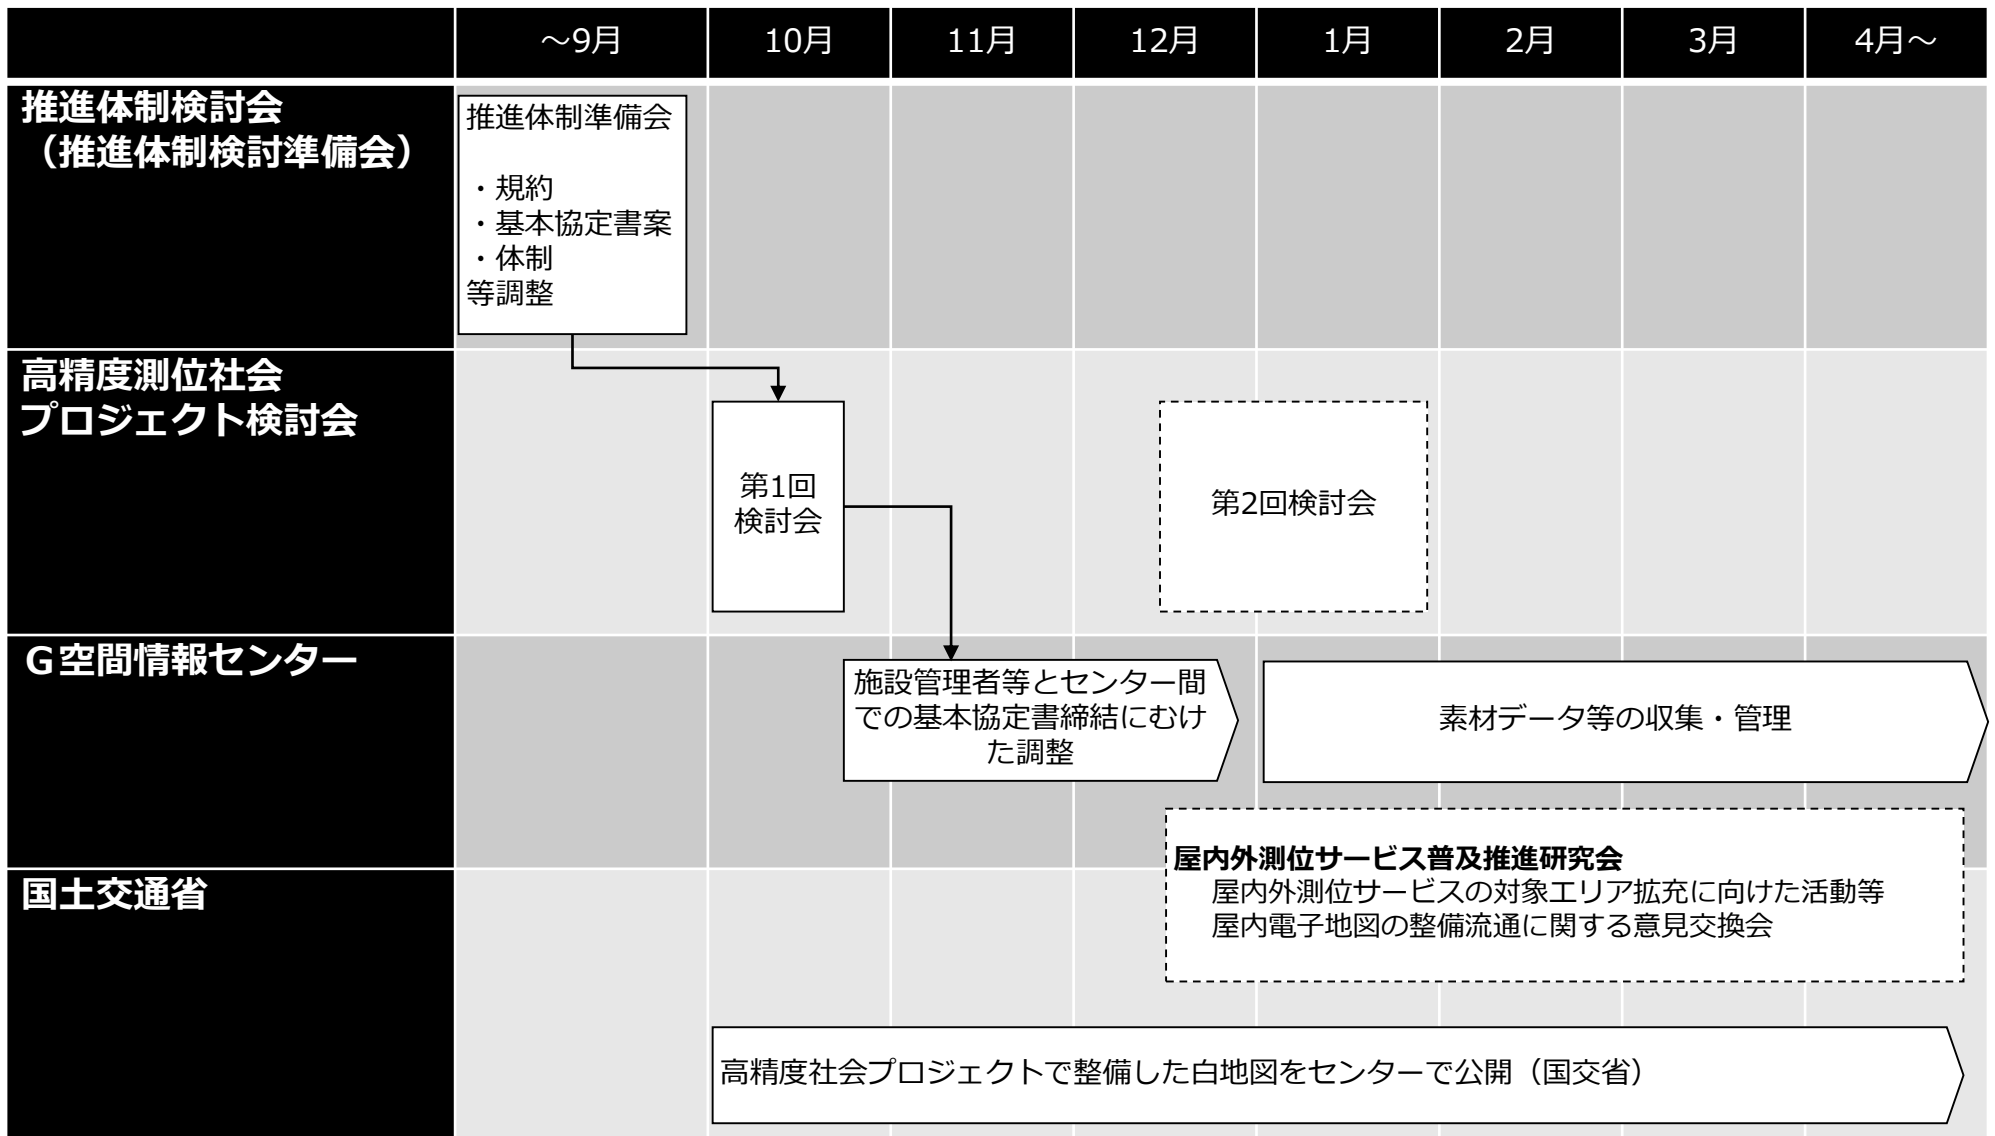 ～9月
10月
11月
12月
1月
2月
3月
4月～
推進体制検討会
（推進体制検討準備会）
推進体制準備会
・規約
・基本協定書案
・体制
等調整
高精度測位社会
プロジェクト検討会
第1回
検討会
第2回検討会
Ｇ空間情報センター
施設管理者等とセンター間
での基本協定書締結にむけ
た調整
素材データ等の収集・管理
屋内外測位サービス普及推進研究会
屋内外測位サービスの対象エリア拡充に向けた活動等
屋内電子地図の整備流通に関する意見交換会
国土交通省
高精度社会プロジェクトで整備した白地図をセンターで公開（国交省）